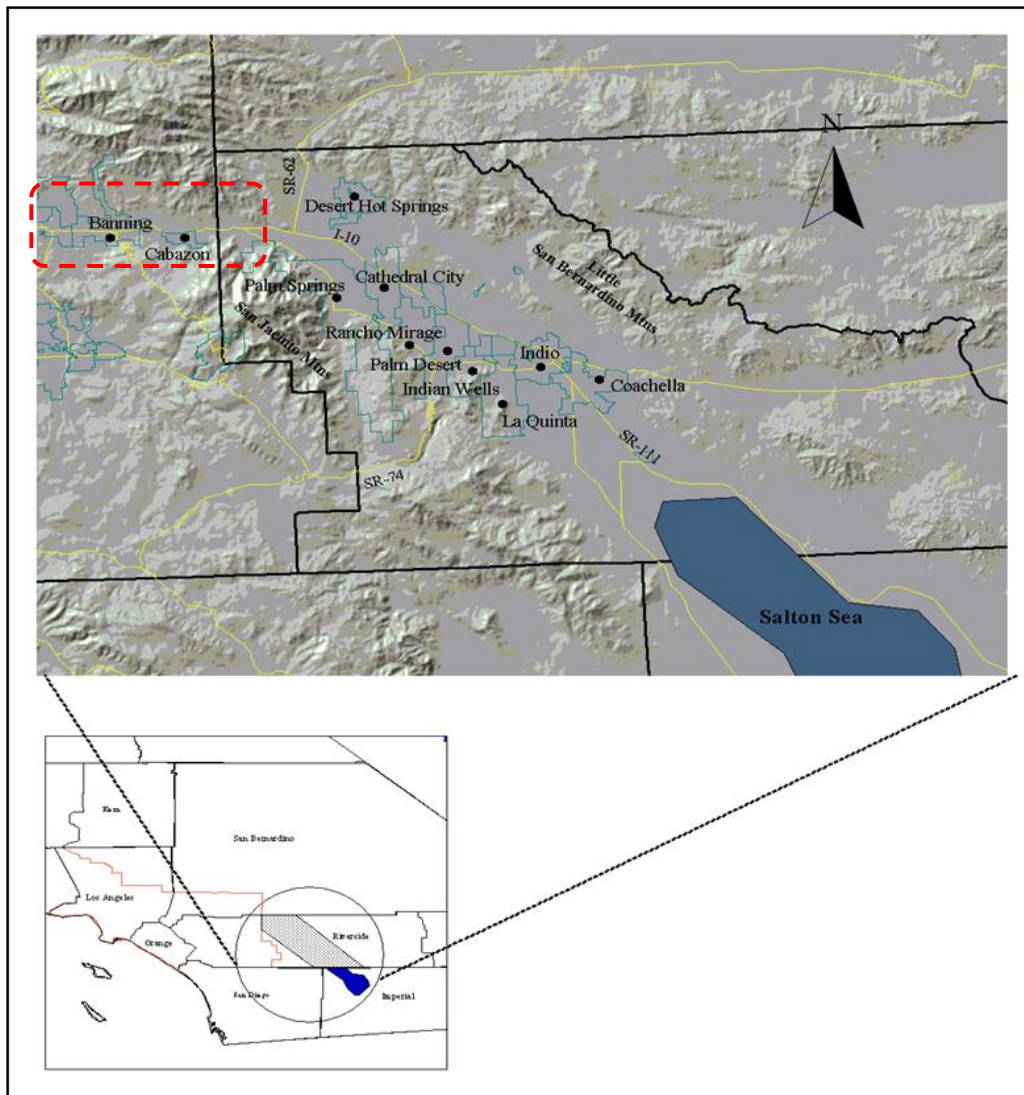 N
SR-62
Desert Hot Springs
Banning
I-10
Cabazon
Little
San Bernardino Mtns
Cathedral City
Palm Springs
San Jacinto Mtns
Rancho Mirage
Palm Desert
Indio
Indian Wells
Coachella
La Quinta
SR-111
SR-74
Salton Sea
Kern
San Bernardino
Los Angeles
Orange
Riverside
San Diego
Imperial